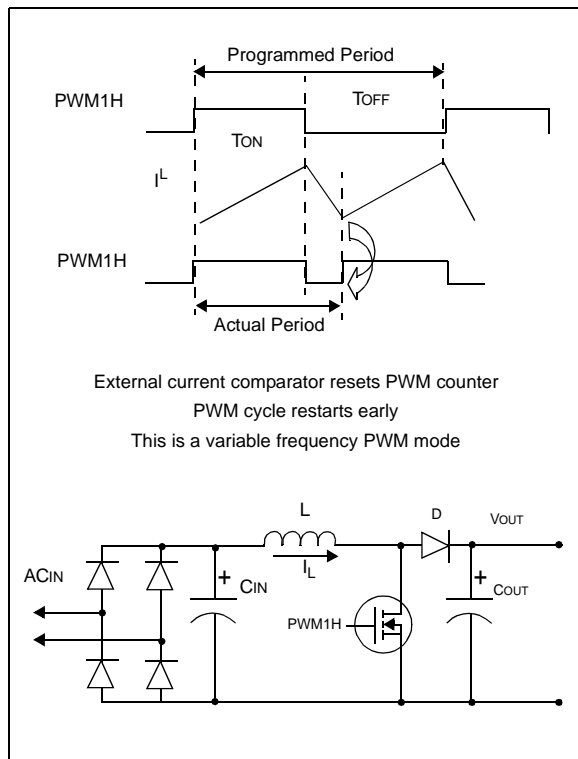 Programmed Period
PWM1H
TOFF
TON
IL
PWM1H
Actual Period
External current comparator resets PWM counter
PWM cycle restarts early
This is a variable frequency PWM mode
L
D
VOUT
IL
ACIN
+
CIN
+
COUT
PWM1H